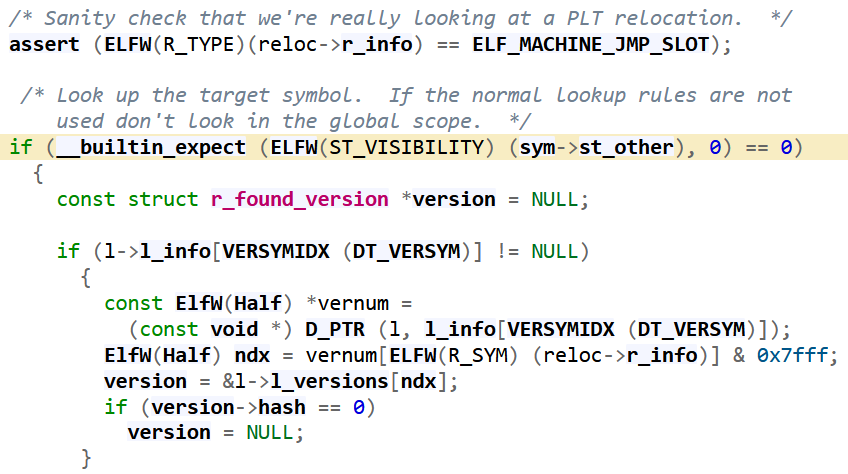 /* Sanity check that we're really looking at a PLT relocation.  */
assert (ELFW(R_TYPE)(reloc->r_info) == ELF_MACHINE_JMP_SLOT);
/* Look up the target symbol.  If the normal lookup rules are not
used don't look in the global scope.  */
if (__builtin_expect (ELFW(ST_VISIBILITY) (sym->st_other), 0) == 0)
{
const struct r_found_version *version = NULL;
if (l->l_info[VERSYMIDX (DT_VERSYM)] != NULL)
{
const ElfW(Half) *vernum =
(const void *) D_PTR (l, l_info[VERSYMIDX (DT_VERSYM)]);
ElfW(Half) ndx = vernum[ELFW(R_SYM) (reloc->r_info)] & 0x7fff;
version = &l->l_versions[ndx];
if (version->hash == 0)
version = NULL;
}